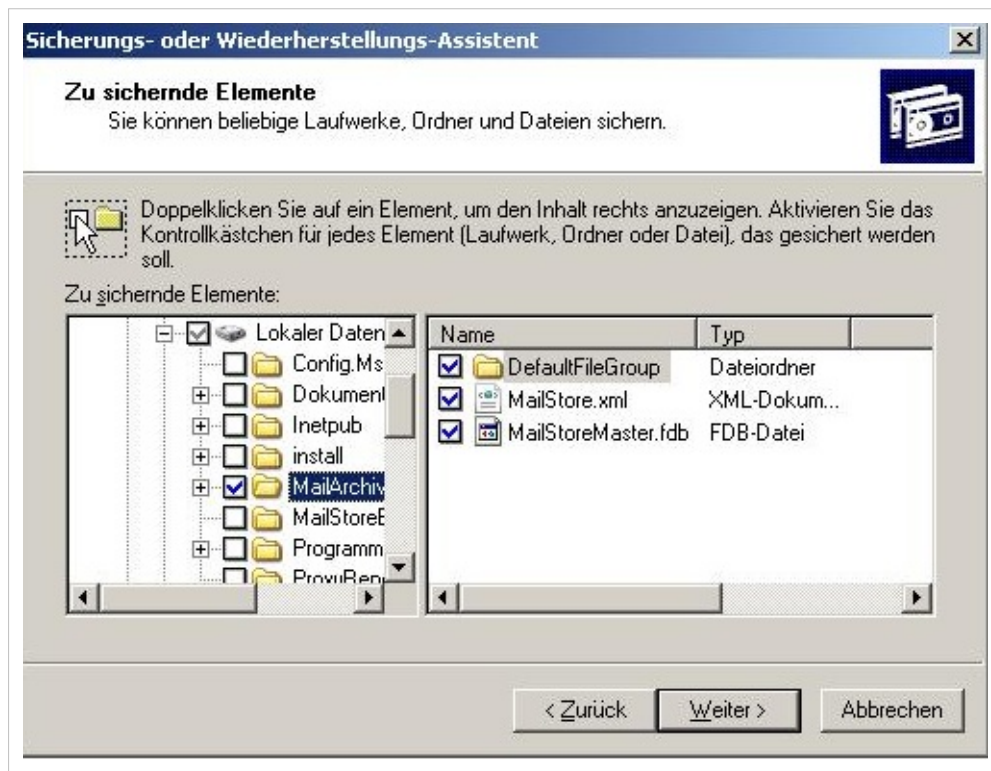 Sicherungs- oder Wiederherstellungs-Assistent
Zu sichernde Elemente
Sie können beliebige Laufwerke, Ordner und Dateien sichern.
Doppelklicken Sie auf ein Element, um den Inhalt rechts anzuzeigen. Aktivieren Sie das
Kontrollkästchen für jedes Element (Laufwerk, Ordner oder Datei), das gesichert werden
soll.
Zu sichernde Elemente:
Lokaler Daten
Config.Ms
Dokument
Inetpub
install
MailArchiv
MailStoreE
Programm
ProxyRep
Name Typ
DefaultFileGroup Dateiordner
MailStore.xml XML-Dokum...
MailStoreMaster.fdb FDB-Datei
< Zurück Weiter > Abbrechen